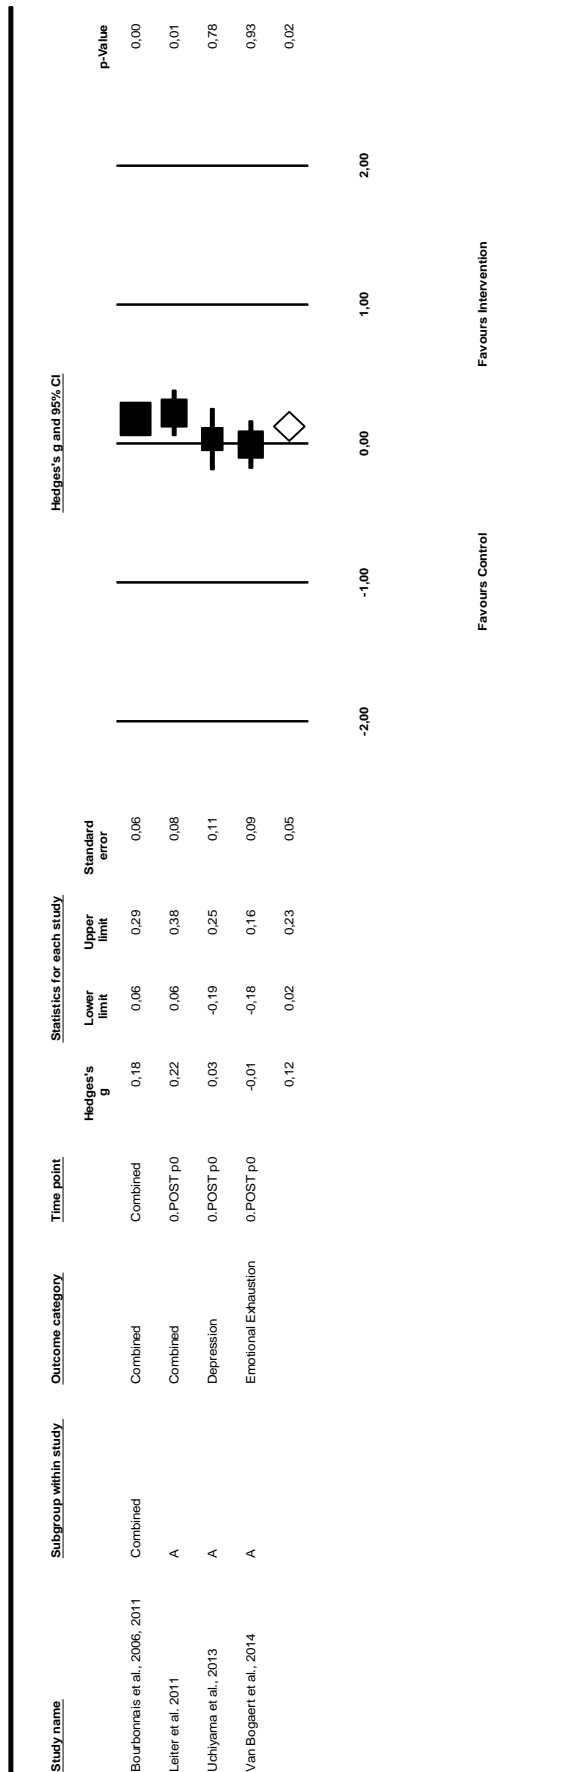 Study name Subgroup within study Outcome category Time point Statistics for each study Hedges's g and 95% CI
Hedges's g Lower limit Upper limit Standard error p-Value
Bourbonnais et al., 2006, 2011 Combined Combined Combined 0,18 0,06 0,29 0,06 0,00
Leiter et al. 2011 A Combined 0.POST p0 0,22 0,06 0,38 0,08 0,01
Uchiyama et al., 2013 A Depression 0.POST p0 0,03 -0,19 0,25 0,11 0,78
Van Bogaert et al., 2014 A Emotional Exhaustion 0.POST p0 -0,01 -0,18 0,16 0,09 0,93
0,12 0,02 0,23 0,05 0,02
-2,00 -1,00 0,00 1,00 2,00
Favours Control Favours Intervention